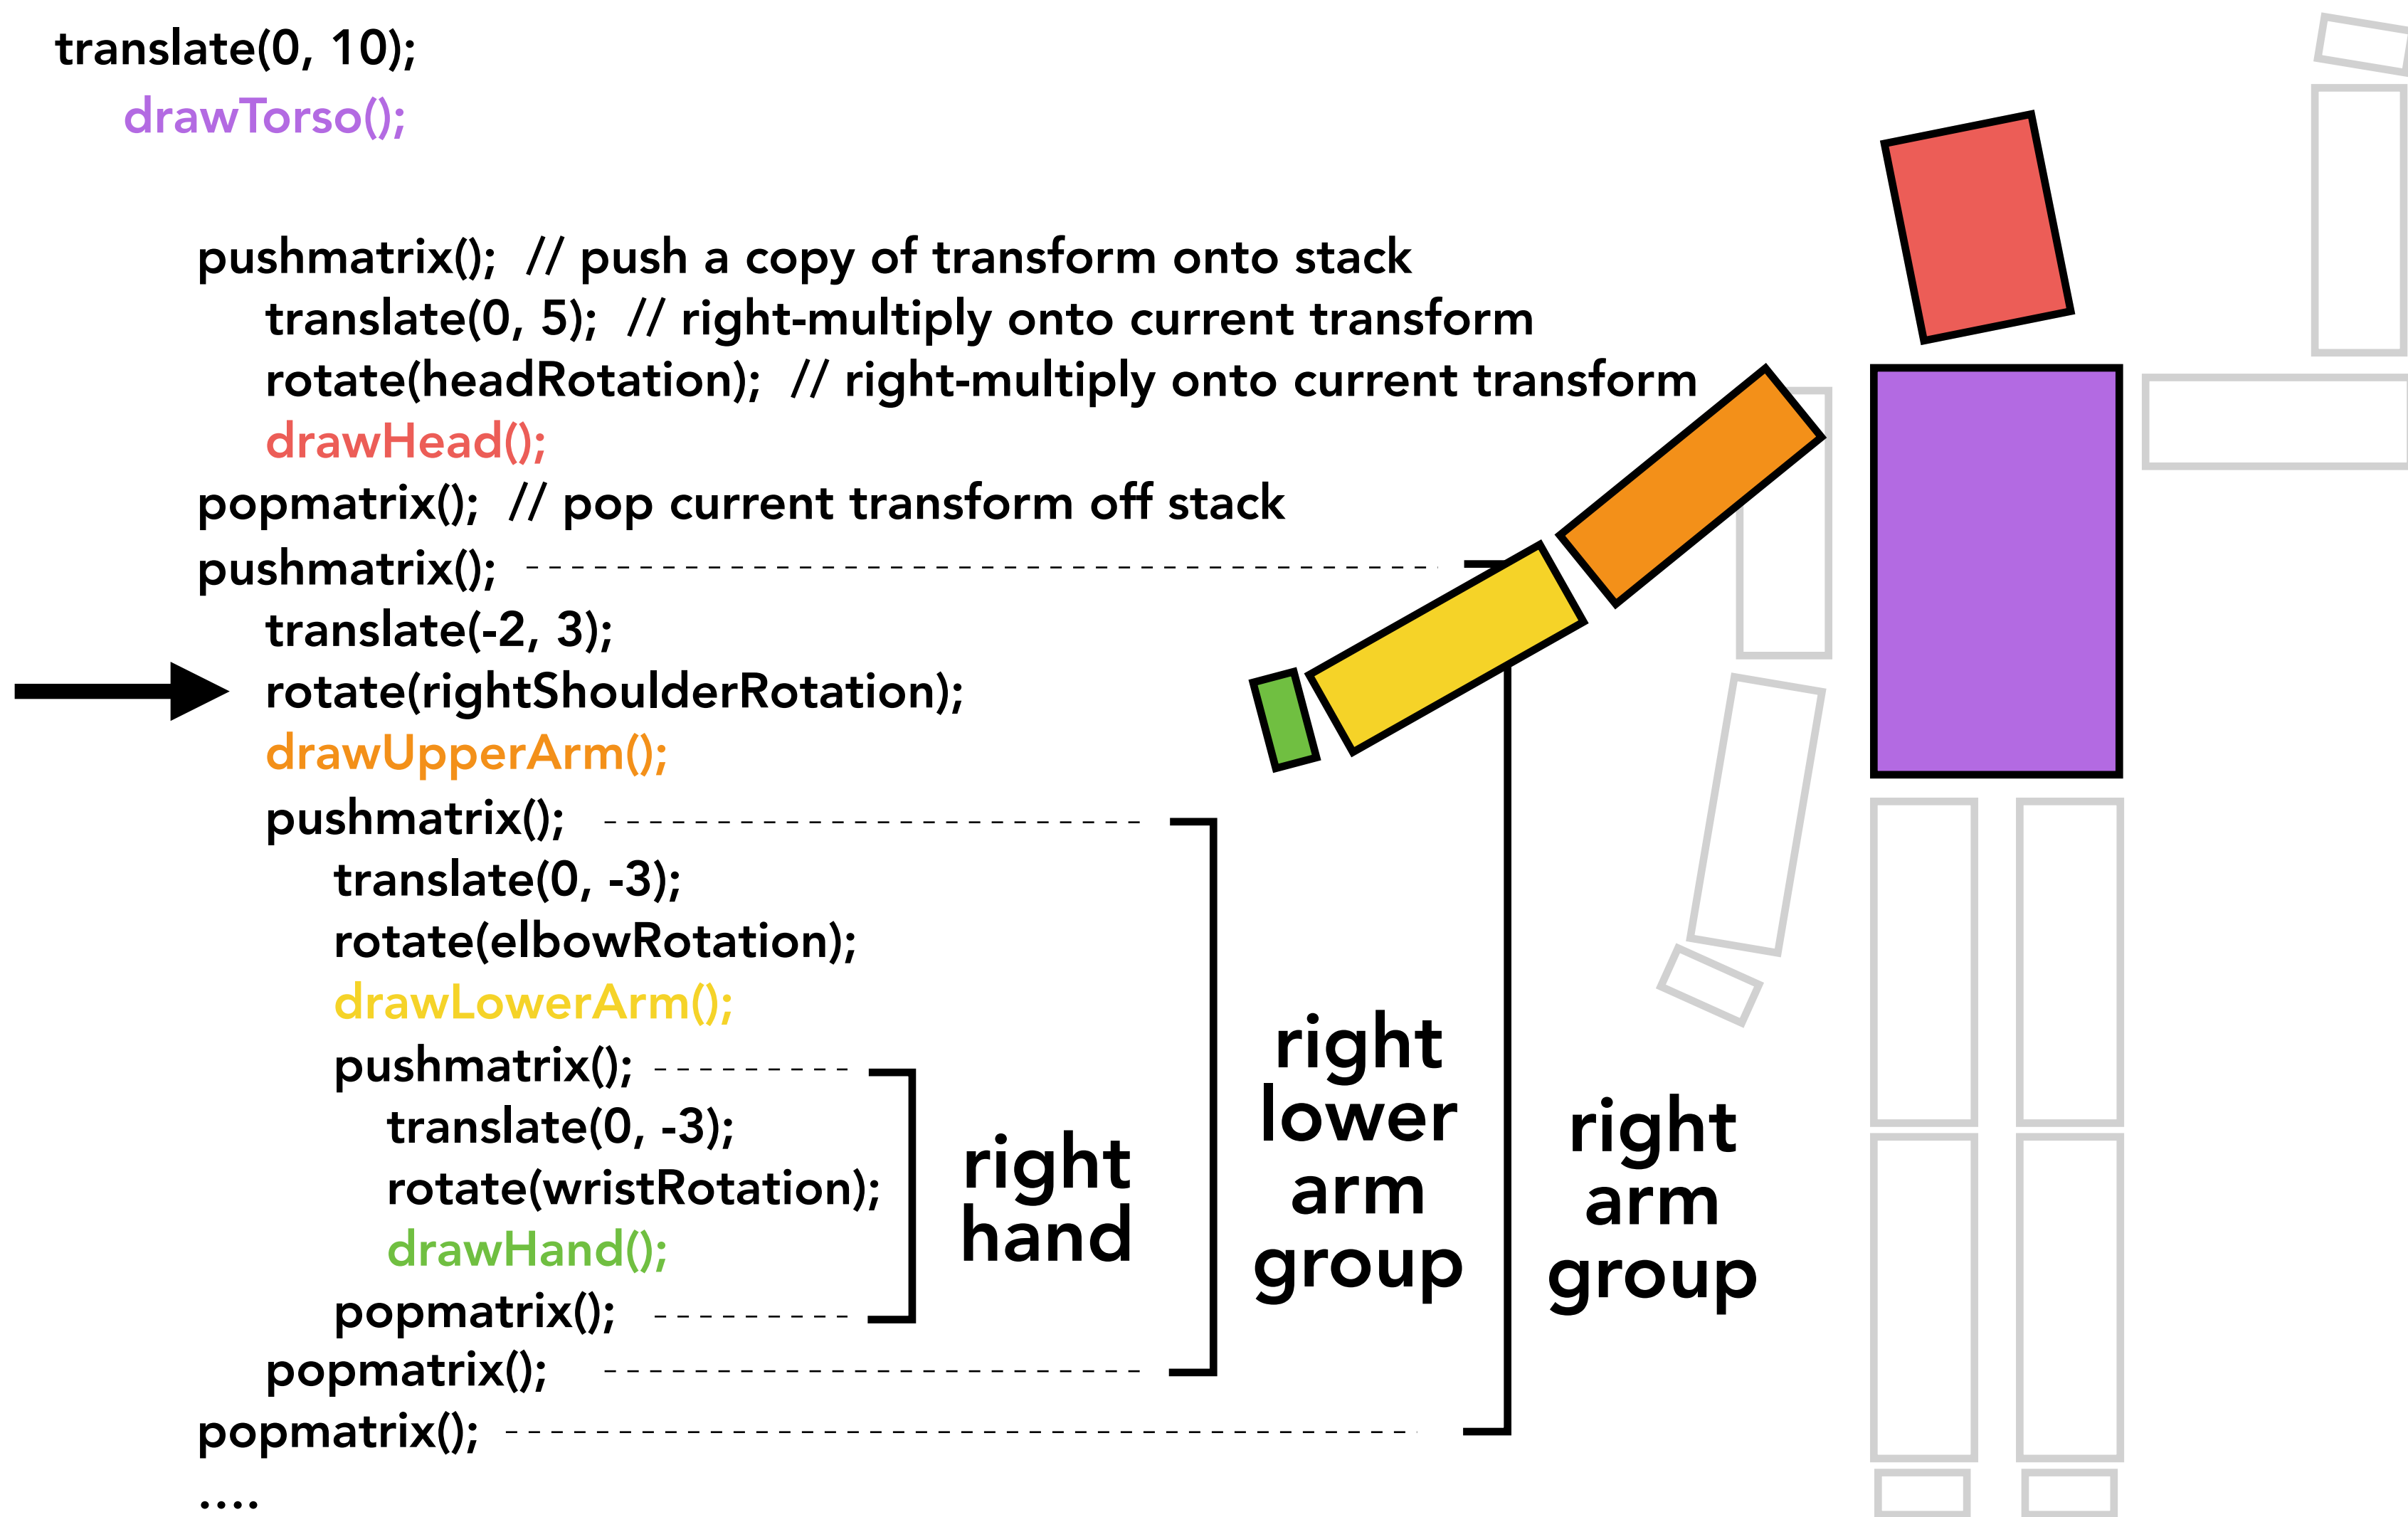 translate(0, 10);
drawTorso();
pushmatrix(); // push a copy of transform onto stack
translate(0, 5); // right-multiply onto current transform
rotate(headRotation); // right-multiply onto current transform
drawHead();
popmatrix(); // pop current transform off stack
pushmatrix();
translate(-2, 3);
rotate(rightShoulderRotation);
drawUpperArm();
pushmatrix();
translate(0, -3);
rotate(elbowRotation);
drawLowerArm();
pushmatrix();
translate(0, -3);
rotate(wristRotation);
drawHand();
popmatrix();
popmatrix();
popmatrix();
....
right
hand
right
lower
arm
group
right
arm
group